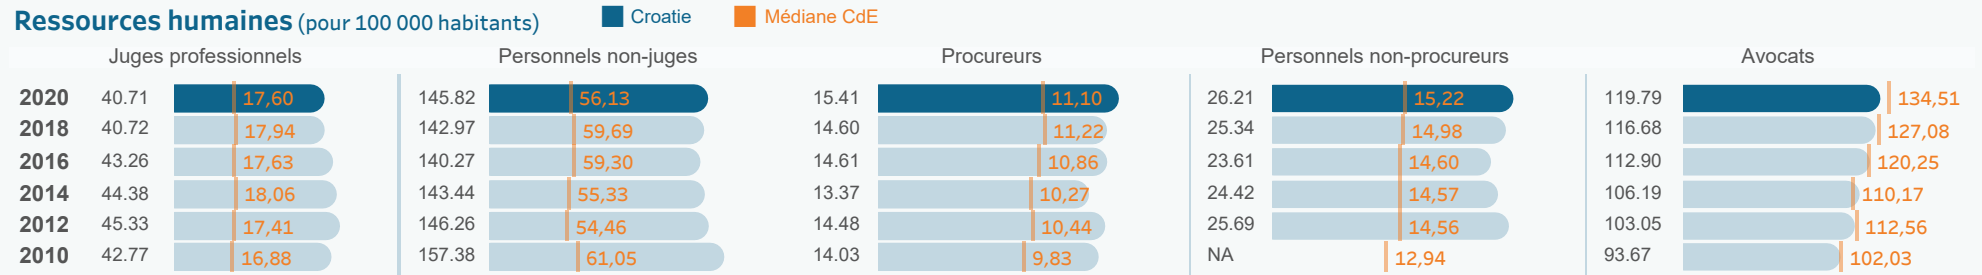 Ressources humaines (pour 100 000 habitants) Croatie Médiane CdE
Juges professionnels Personnels non-juges Procureurs Personnels non-procureurs Avocats
2020 40.71 17,60 145.82 56,13 15.41 11,10 26.21 15,22 119.79 134,51
2018 40.72 17,94 142.97 59,69 14.60 11,22 25.34 14,98 116.68 127,08
2016 43.26 17,63 140.27 59,30 14.61 10,86 23.61 14,60 112.90 120,25
2014 44.38 18,06 143.44 55,33 13.37 10,27 24.42 14,57 106.19 110,17
2012 45.33 17,41 146.26 54,46 14.48 10,44 25.69 14,56 103.05 112,56
2010 42.77 16,88 157.38 61,05 14.03 9,83 NA 12,94 93.67 102,03